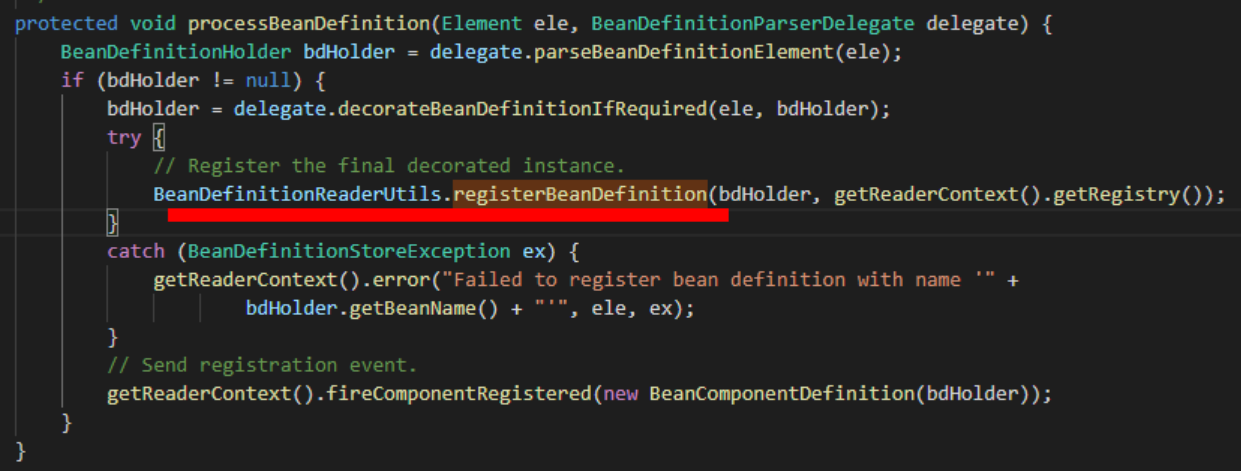 protected void processBeanDefinition(Element ele, BeanDefinitionParserDelegate delegate) {
BeanDefinitionHolder bdHolder = delegate.parseBeanDefinitionElement(ele);
if (bdHolder != null) {
bdHolder = delegate.decorateBeanDefinitionIfRequired(ele, bdHolder);
try {
// Register the final decorated instance.
BeanDefinitionReaderUtils.registerBeanDefinition(bdHolder, getReaderContext().getRegistry());
}
catch (BeanDefinitionStoreException ex) {
getReaderContext().error("Failed to register bean definition with name '" +
bdHolder.getBeanName() + "'", ele, ex);
}
// Send registration event.
getReaderContext().fireComponentRegistered(new BeanComponentDefinition(bdHolder));
}
}